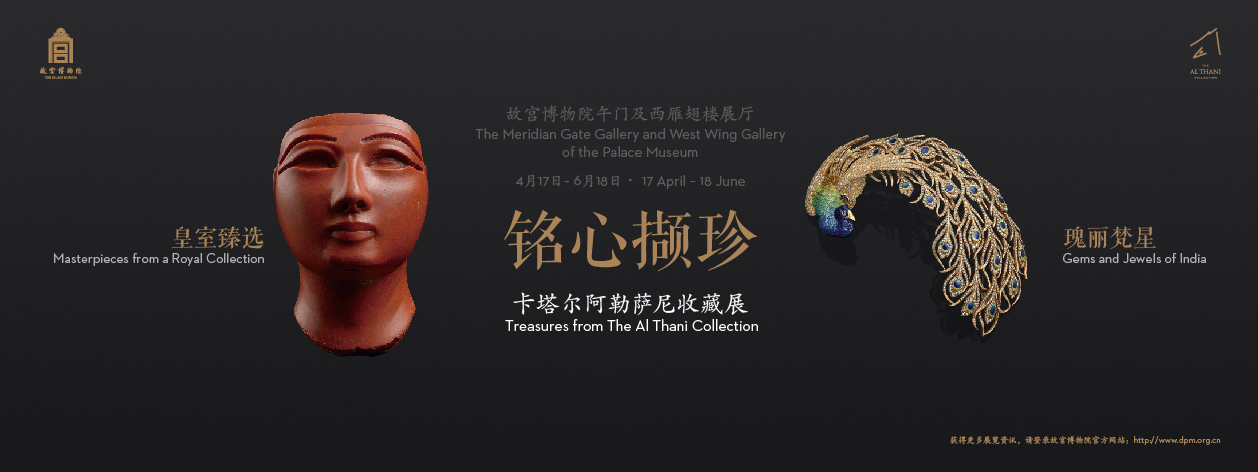 故宫博物院
THE PALACE MUSEUM
THE
AL THANI
COLLECTION
故宫博物院午门及西雁翅楼展厅
The Meridian Gate Gallery and West Wing Gallery
of the Palace Museum
4月17日- 6月18日 · 17 April - 18 June
铭心撷珍
卡塔尔阿勒萨尼收藏展
Treasures from The Al Thani Collection
皇室臻选
Masterpieces from a Royal Collection
瑰丽梵星
Gems and Jewels of India
获得更多展览资讯，请登录故宫博物院官方网站：http://www.dpm.org.cn